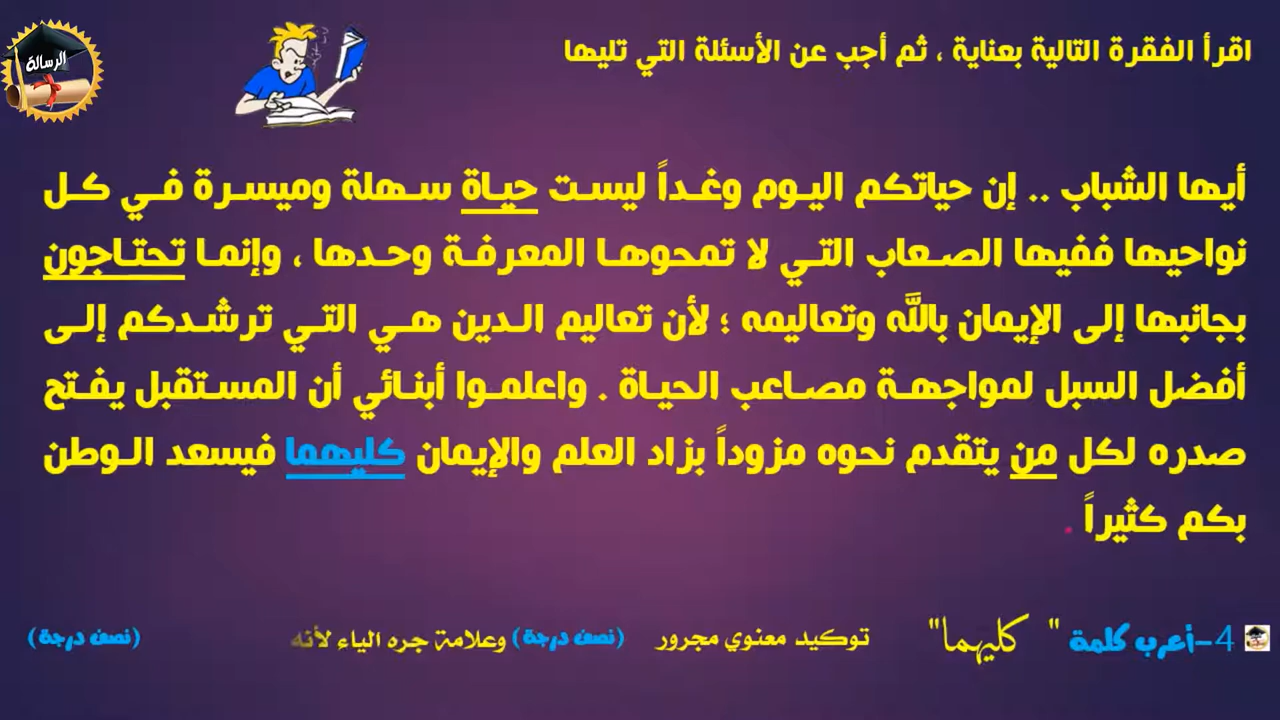 الرسالة
اقرأ الفقرة التالية بعناية ، ثم أجب عن الأسئلة التي تليها
أيها الشباب .. إن حياتكم اليوم وغداً ليست حياة سهلة وميسرة في كل
نواحيها ففيها الصعاب التي لا تمحوها المعرفة وحدها ، وإنما تحتاجون
بجانبها إلى الإيمان باللَّه وتعاليمه ؛ لأن تعاليم الدين هي التي ترشدكم إلى
أفضل السبل لمواجهة مصاعب الحياة . واعلموا أبنائي أن المستقبل يفتح
صدره لكل من يتقدم نحوه مزوداً بزاد العلم والإيمان كليهما فيسعد الوطن
بكم كثيراً .
4-أعرب كلمة " كليهما" توكيد معنوي مجرور (نصف درجة) وعلامة جره الياء لأنه (نصف درجة)